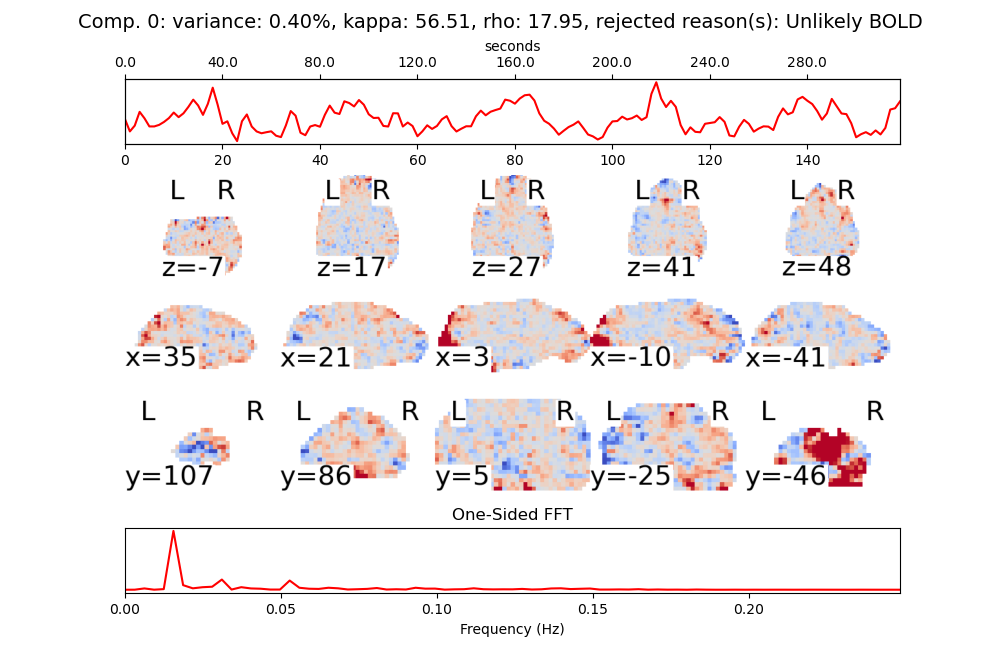 Comp. 0: variance: 0.40%, kappa: 56.51, rho: 17.95, rejected reason(s): Unlikely BOLD
seconds
0.0 40.0 80.0 120.0 160.0 200.0 240.0 280.0
0 20 40 60 80 100 120 140
L R L R L R L R L R
z=-7 z=17 z=27 z=41 z=48
x=35 x=21 x=3 x=-10 x=-41
L R L R L R L R L R
y=107 y=86 y=5 y=-25 y=-46
One-Sided FFT
0.00 0.05 0.10 0.15 0.20
Frequency (Hz)